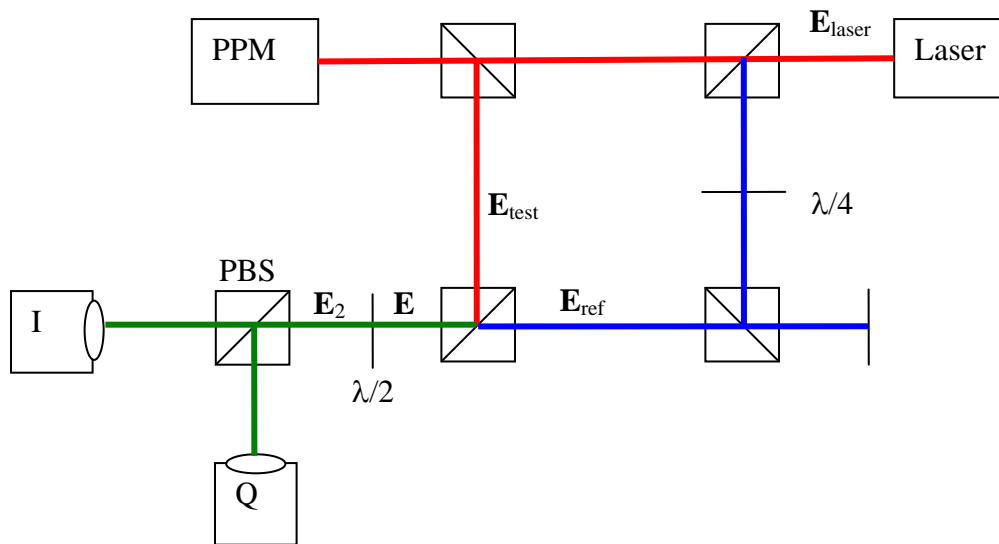 E_laser
PPM
Laser
λ/4
E_test
PBS
E_2
E
E_ref
I
λ/2
Q